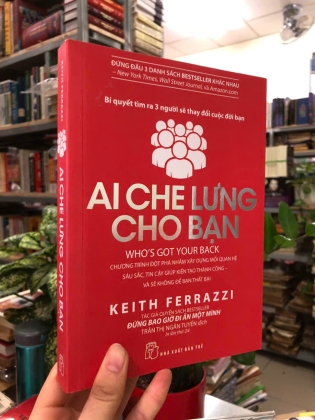 ĐỨNG ĐẦU 3 DANH SÁCH BESTSELLER KHÁC NHAU
– New York Times, Wall Street Journal, và Amazon.com
Bí quyết tìm ra 3 người sẽ thay đổi cuộc đời bạn
AI CHE LƯNG
CHO BẠN
WHO'S GOT YOUR BACK
CHƯƠNG TRÌNH ĐỘT PHÁ NHẰM XÂY DỰNG MỐI QUAN HỆ
SÂU SẮC, TIN CẬY GIÚP KIẾN TẠO THÀNH CÔNG –
VÀ SẼ KHÔNG ĐỂ BẠN THẤT BẠI
KEITH FERRAZZI
TÁC GIẢ QUYỂN SÁCH BESTSELLER
ĐỪNG BAO GIỜ ĐI ĂN MỘT MÌNH
TRẦN THỊ NGÂN TUYẾN dịch
NHÀ XUẤT BẢN TRẺ
KEITH FERRAZZI
AI CHE LƯNG CHO BẠN